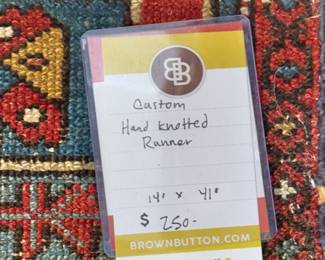 Custom
Hand Knotted
Runner
14" x 41"
$ 250-
BROWNBUTTON.COM